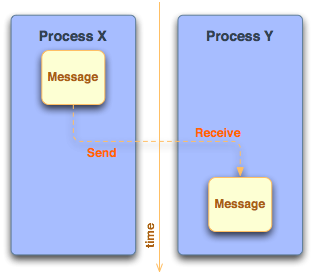 Process X
Process Y
Message
Receive
Send
Message
time